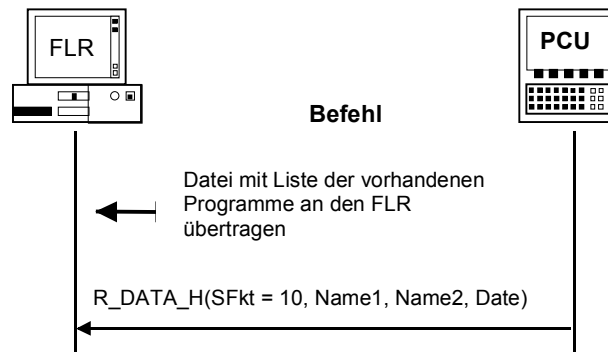 FLR
PCU
Befehl
Datei mit Liste der vorhandenen
Programme an den FLR
übertragen
R_DATA_H(SFkt = 10, Name1, Name2, Date)